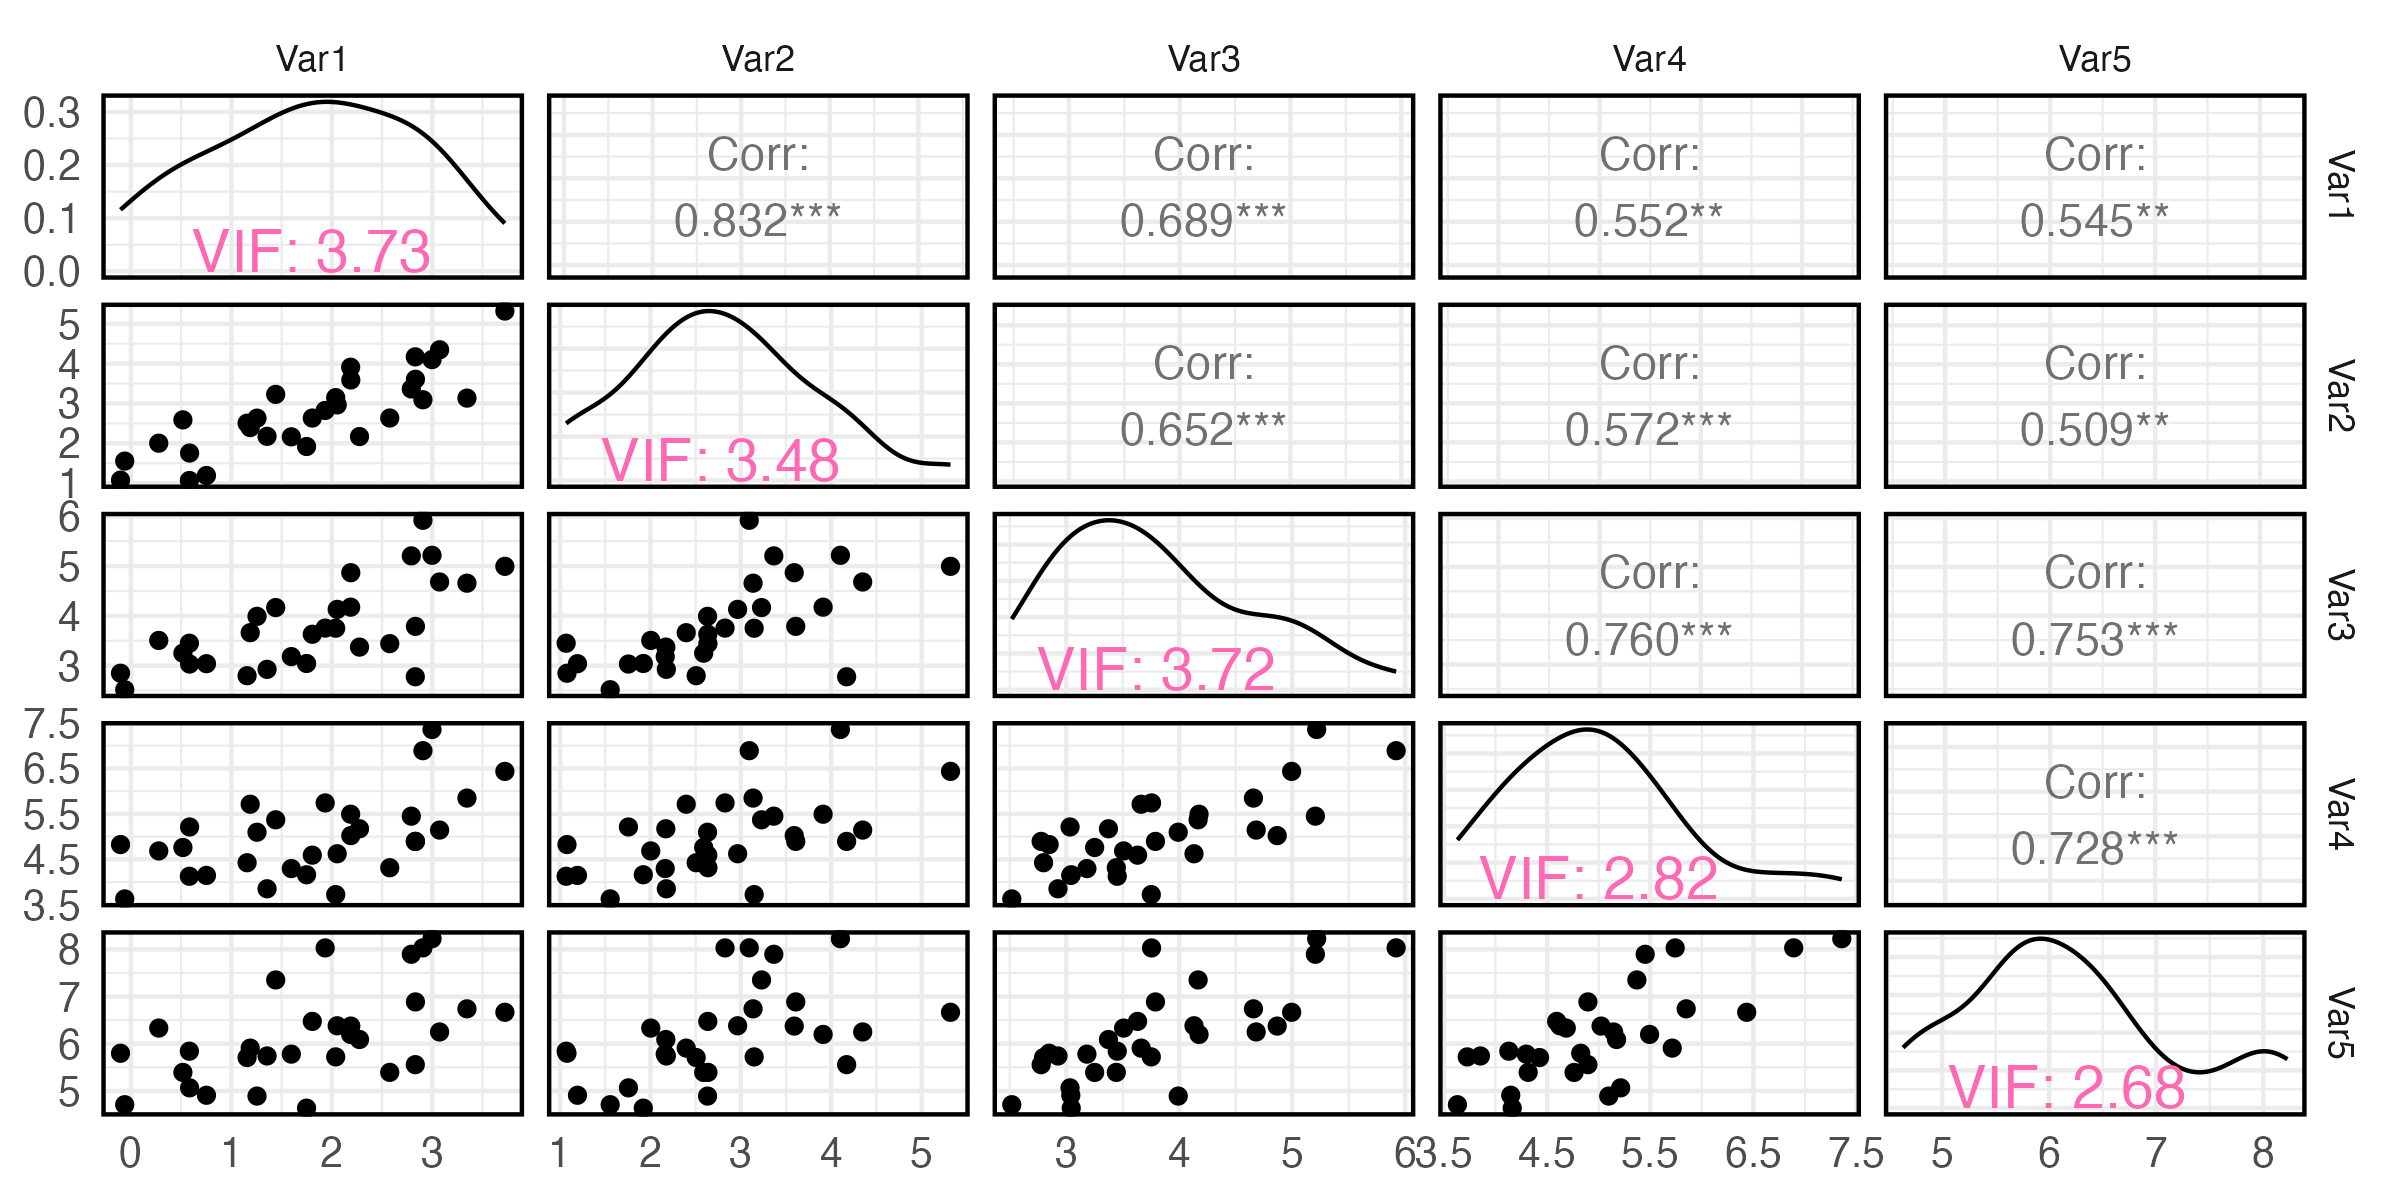 Var1 Var2 Var3 Var4 Var5
0.3
0.2
0.1
0.0
VIF: 3.73
Corr:
0.832***
Corr:
0.689***
Corr:
0.552**
Corr:
0.545**
Var1
5
4
3
2
1
VIF: 3.48
Corr:
0.652***
Corr:
0.572***
Corr:
0.509**
Var2
6
5
4
3
VIF: 3.72
Corr:
0.760***
Corr:
0.753***
Var3
7.5
6.5
5.5
4.5
3.5
VIF: 2.82
Corr:
0.728***
Var4
8
7
6
5
VIF: 2.68
Var5
0 1 2 3 1 2 3 4 5 3 4 5 6 3.5 4.5 5.5 6.5 7.5 5 6 7 8